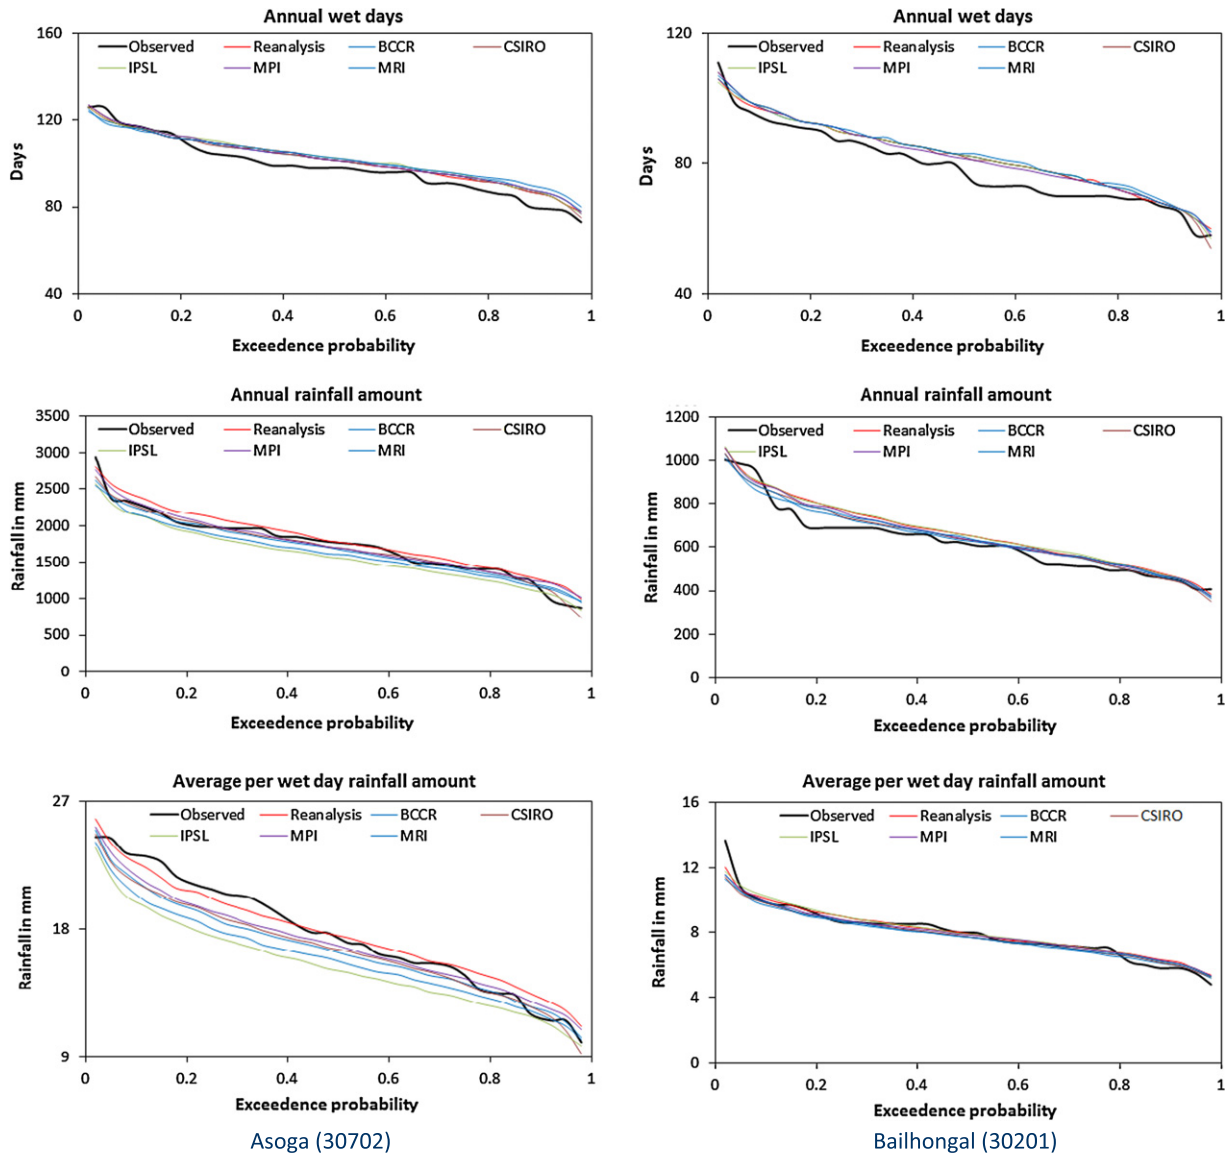 Annual wet days
160
120
80
40
Days
Observed Reanalysis BCCR CSIRO
IPSL MPI MRI
0 0.2 0.4 0.6 0.8 1
Exceedence probability
Annual wet days
120
80
40
Days
Observed Reanalysis BCCR CSIRO
IPSL MPI MRI
0 0.2 0.4 0.6 0.8 1
Exceedence probability
Annual rainfall amount
3500
3000
2500
2000
1500
1000
500
0
Rainfall in mm
Observed Reanalysis BCCR CSIRO
IPSL MPI MRI
0 0.2 0.4 0.6 0.8 1
Exceedence probability
Annual rainfall amount
1200
1000
800
600
400
200
0
Rainfall in mm
Observed Reanalysis BCCR CSIRO
IPSL MPI MRI
0 0.2 0.4 0.6 0.8 1
Exceedence probability
Average per wet day rainfall amount
27
18
9
Rainfall in mm
Observed Reanalysis BCCR CSIRO
IPSL MPI MRI
0 0.2 0.4 0.6 0.8 1
Exceedence probability
Asoga (30702)
Average per wet day rainfall amount
16
12
8
4
0
Rainfall in mm
Observed Reanalysis BCCR CSIRO
IPSL MPI MRI
0 0.2 0.4 0.6 0.8 1
Exceedence probability
Bailhongal (30201)